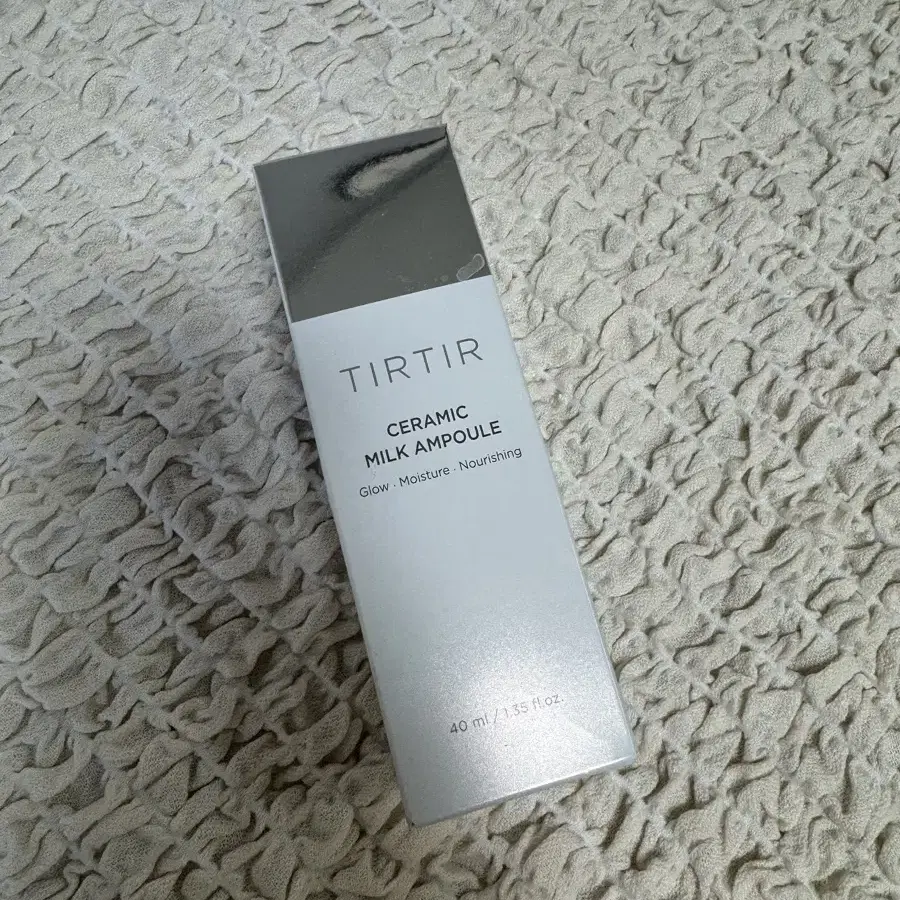 TIRTIR
CERAMIC
MILK AMPOULE
Glow · Moisture · Nourishing
40 ml / 1.35 fl.oz.